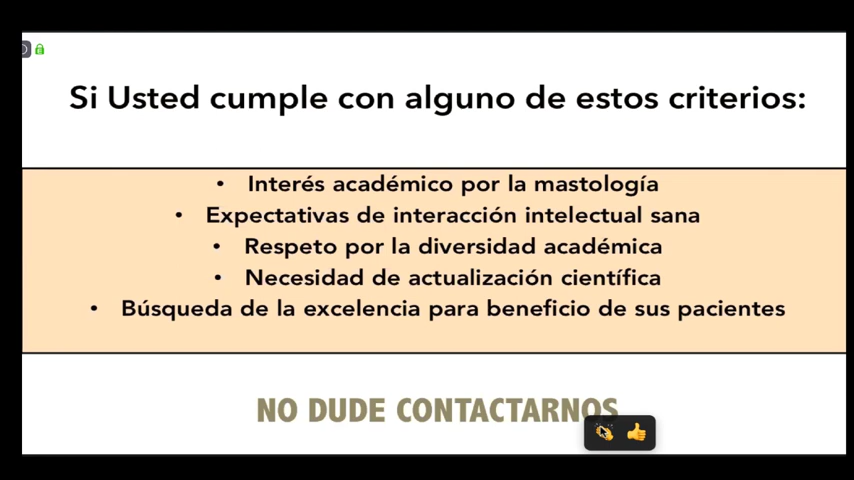 Si Usted cumple con alguno de estos criterios:
• Interés académico por la mastología
• Expectativas de interacción intelectual sana
• Respeto por la diversidad académica
• Necesidad de actualización científica
• Búsqueda de la excelencia para beneficio de sus pacientes
NO DUDE CONTACTARNOS